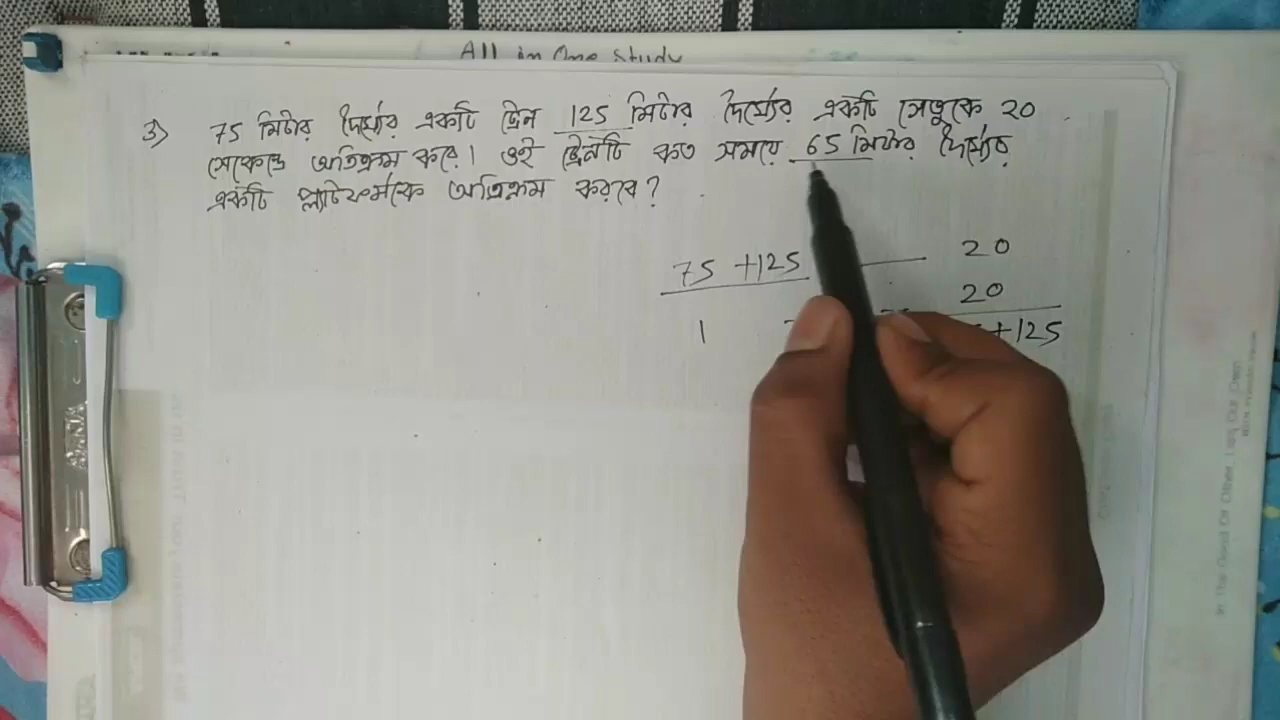 All in One Study
3) 75 মিটার দৈর্ঘ্যের একটি ট্রেন 125 মিটার দৈর্ঘ্যের একটি সেতুকে 20
সেকেন্ডে অতিক্রম করে। ওই ট্রেনটি কত সময়ে 65 মিটার দৈর্ঘ্যের
একটি প্ল্যাটফর্মকে অতিক্রম করবে?
75 +125 — 20
1 20
+125